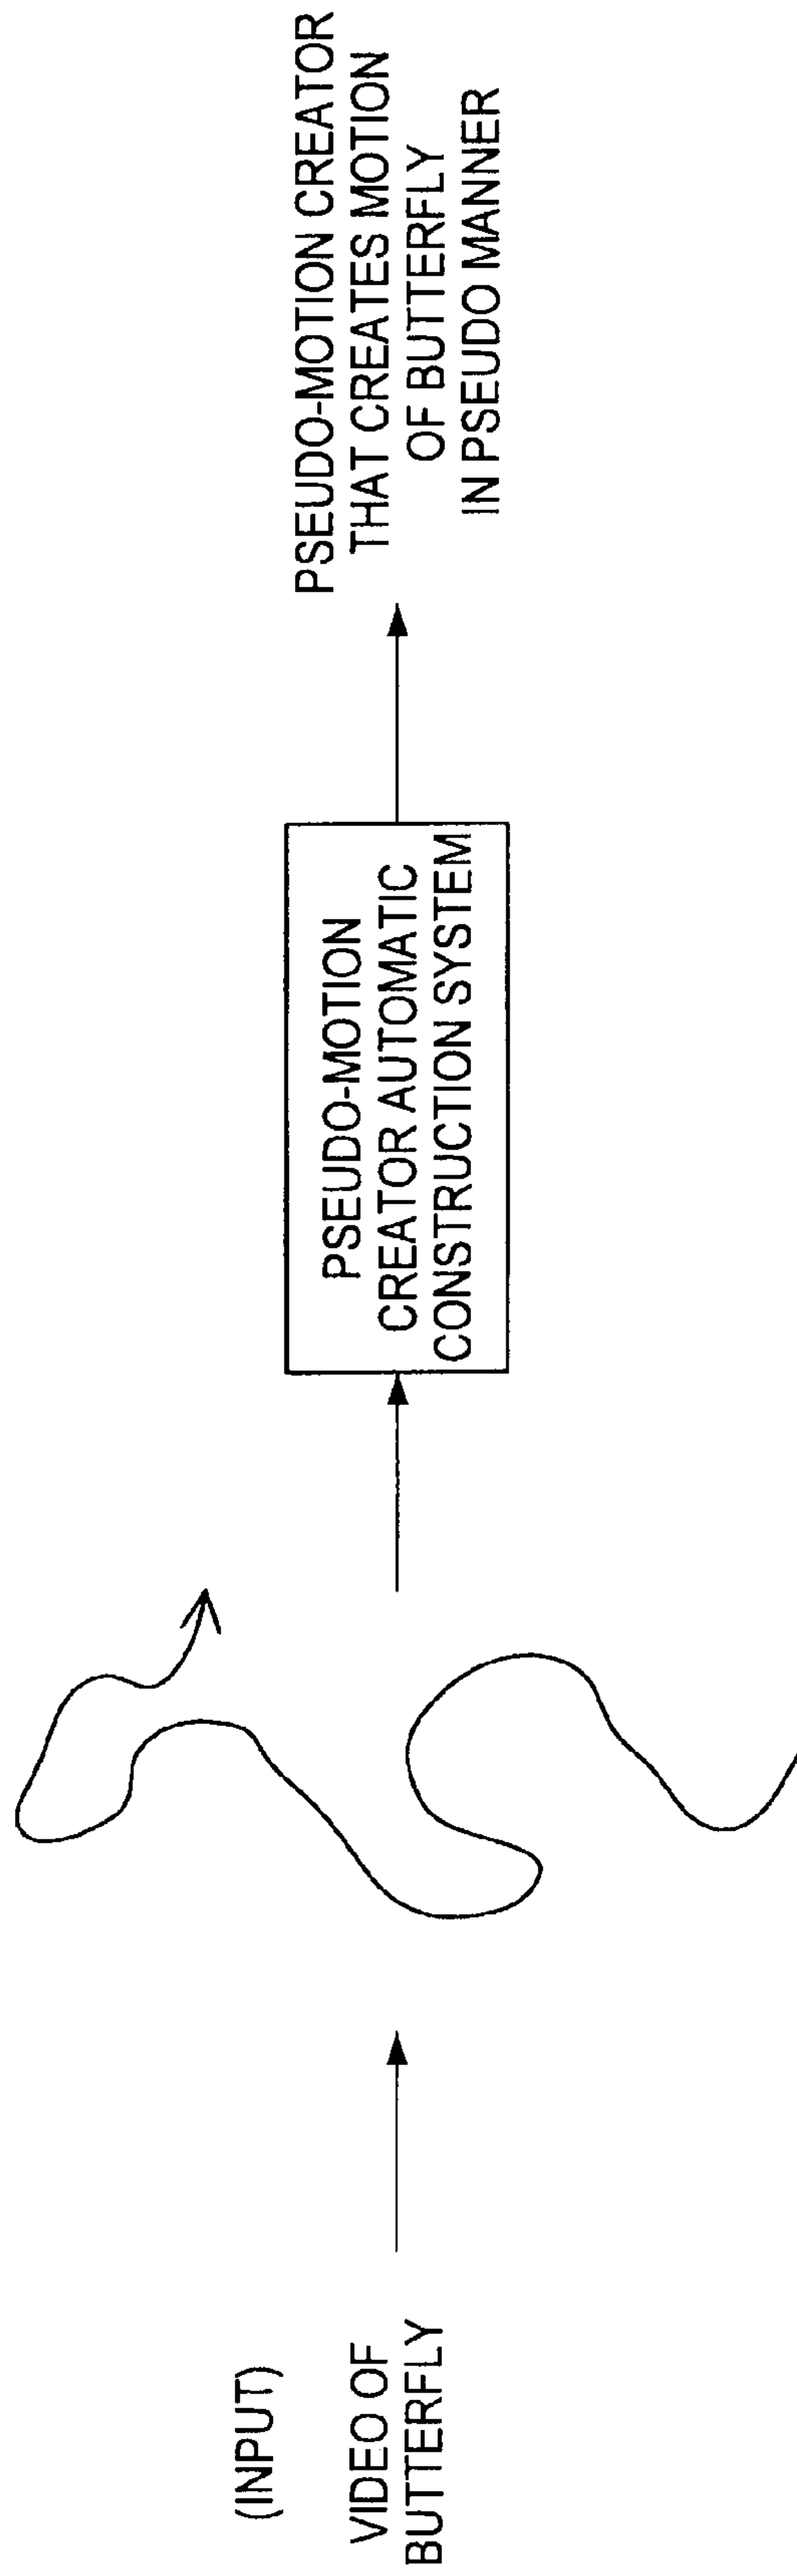 (INPUT)
VIDEO OF
BUTTERFLY
PSEUDO-MOTION
CREATOR AUTOMATIC
CONSTRUCTION SYSTEM
PSEUDO-MOTION CREATOR
THAT CREATES MOTION
OF BUTTERFLY
IN PSEUDO MANNER